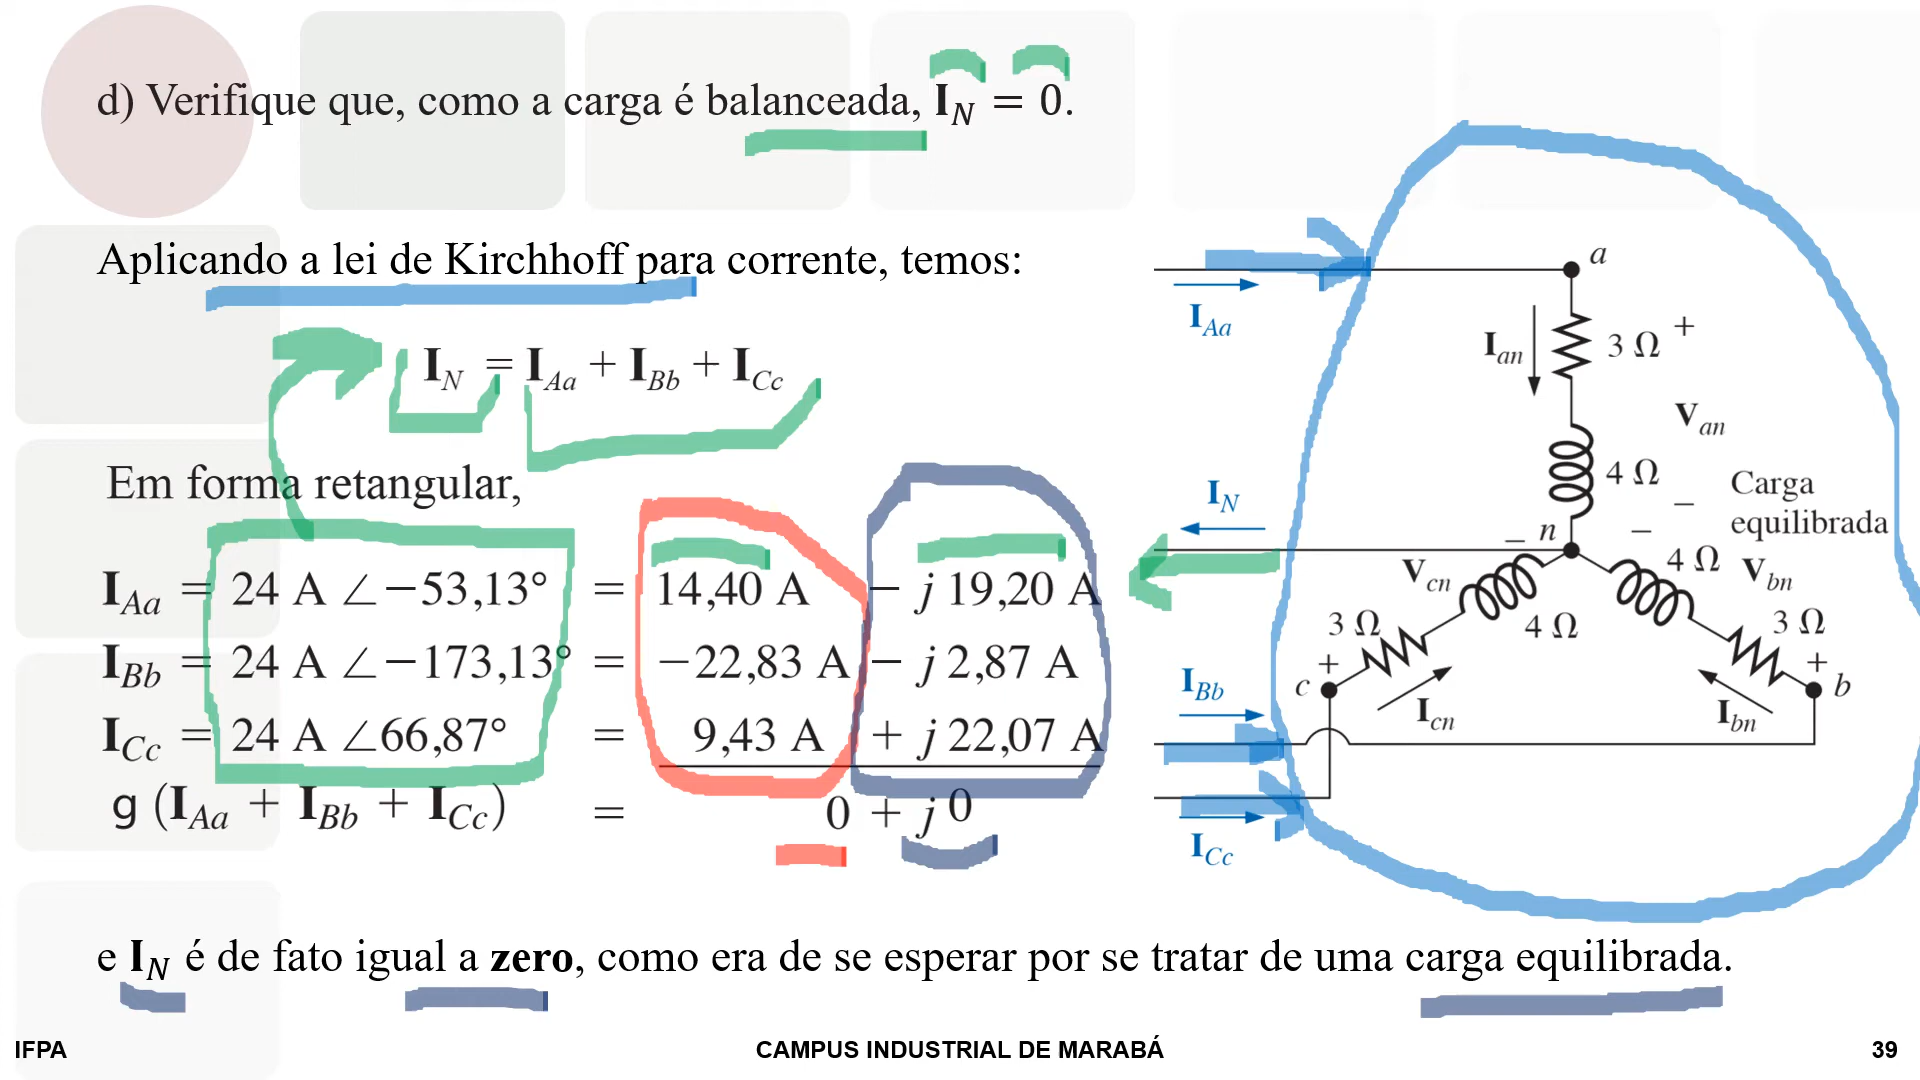 d) Verifique que, como a carga é balanceada, I_N = 0.
Aplicando a lei de Kirchhoff para corrente, temos:
I_N = I_Aa + I_Bb + I_Cc
Em forma retangular,
I_Aa = 24 A ∠−53,13° = 14,40 A − j 19,20 A
I_Bb = 24 A ∠−173,13° = −22,83 A − j 2,87 A
I_Cc = 24 A ∠66,87° = 9,43 A + j 22,07 A
g (I_Aa + I_Bb + I_Cc) = 0 + j 0
e I_N é de fato igual a zero, como era de se esperar por se tratar de uma carga equilibrada.
a
I_Aa
I_an
3 Ω
+
V_an
4 Ω
−
Carga
equilibrada
I_N
n
−
−
V_cn
4 Ω
V_bn
3 Ω
4 Ω
3 Ω
+
+
I_Bb
c
b
I_cn
I_bn
I_Cc
IFPA
CAMPUS INDUSTRIAL DE MARABÁ
39